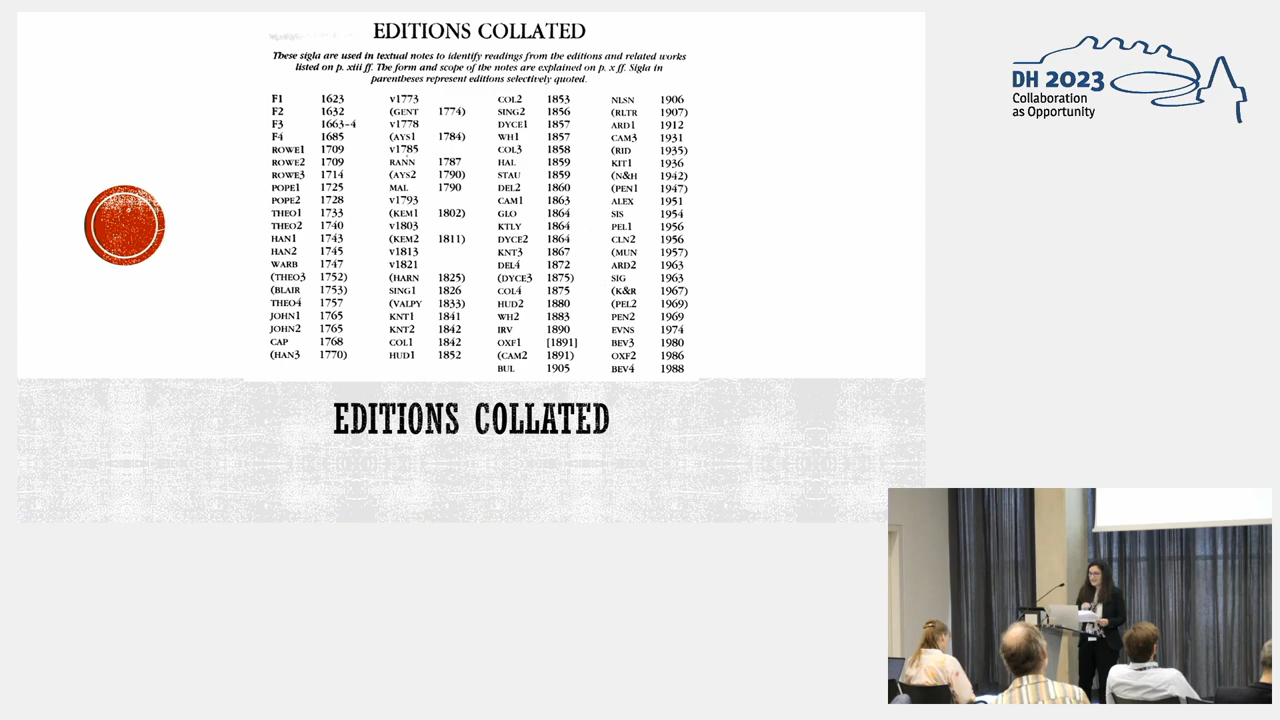 EDITIONS COLLATED
These sigla are used in textual notes to identify readings from the editions and related works
listed on p. xiii ff. The form and scope of the notes are explained on p. x ff. Sigla in
parentheses represent editions selectively quoted.
F1 1623
F2 1632
F3 1663-4
F4 1685
ROWE1 1709
ROWE2 1709
ROWE3 1714
POPE1 1725
POPE2 1728
THEO1 1733
THEO2 1740
HAN1 1743
HAN2 1745
WARB 1747
(THEO3 1752)
(BLAIR 1753)
THEO4 1757
JOHN1 1765
JOHN2 1765
CAP 1768
(HAN3 1770)
v1773
(GENT 1774)
v1778
(AYS1 1784)
v1785
RANN 1787
(AYS2 1790)
MAL 1790
v1793
(KEM1 1802)
v1803
(KEM2 1811)
v1813
v1821
(HARN 1825)
SING1 1826
(VALPY 1833)
KNT1 1841
KNT2 1842
COL1 1842
HUD1 1852
COL2 1853
SING2 1856
DYCE1 1857
WH1 1857
COL3 1858
HAL 1859
STAU 1859
DEL2 1860
CAM1 1863
GLO 1864
KTLY 1864
DYCE2 1864
KNT3 1867
DEL4 1872
(DYCE3 1875)
COL4 1875
HUD2 1880
WH2 1883
IRV 1890
OXF1 [1891]
(CAM2 1891)
BUL 1905
NLSN 1906
(RLTR 1907)
ARD1 1912
CAM3 1931
(RID 1935)
KIT1 1936
(N&H 1942)
(PEN1 1947)
ALEX 1951
SIS 1954
PEL1 1956
CLN2 1956
(MUN 1957)
ARD2 1963
SIG 1963
(K&R 1967)
(PEL2 1969)
PEN2 1969
EVNS 1974
BEV3 1980
OXF2 1986
BEV4 1988
EDITIONS COLLATED
DH 2023
Collaboration
as Opportunity